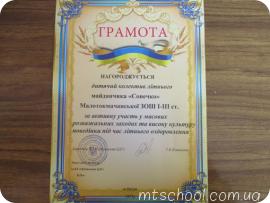 ГРАМОТА
НАГОРОДЖУЄТЬСЯ
дитячий колектив літнього
майданчика «Сонечко»
Малотокмачанської ЗОШ І-ІІІ ст.
за активну участь у масових
розважальних заходах та високу культуру
поведінки під час літнього оздоровлення
mtschool.com.ua